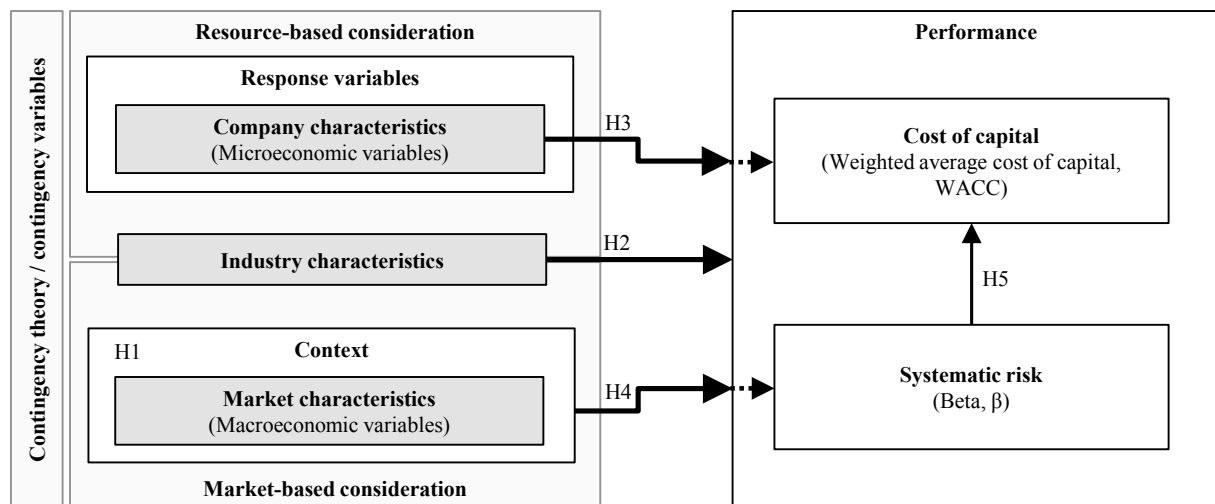 Contingency theory / contingency variables
Resource-based consideration
Response variables
Company characteristics
(Microeconomic variables)
H3
Industry characteristics
H2
H1
Context
Market characteristics
(Macroeconomic variables)
H4
Market-based consideration
Performance
Cost of capital
(Weighted average cost of capital,
WACC)
H5
Systematic risk
(Beta, β)